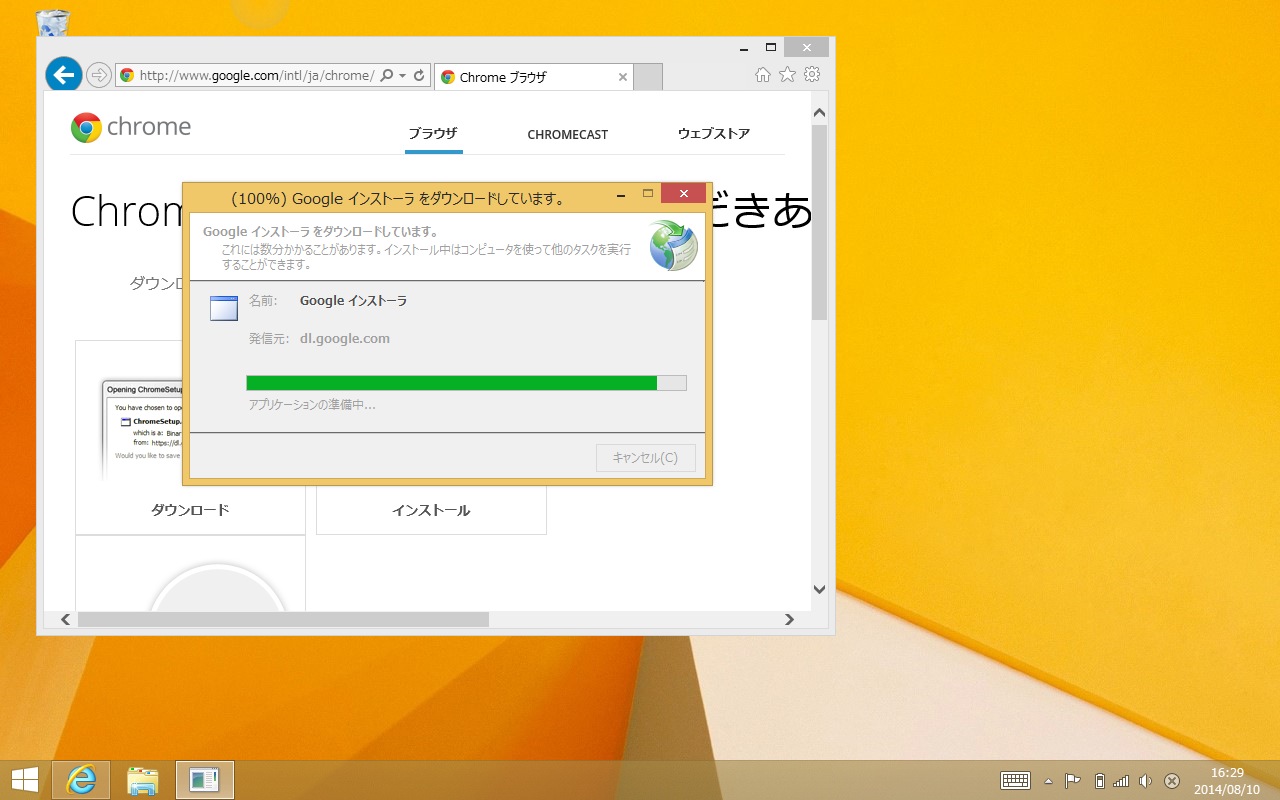 http://www.google.com/intl/ja/chrome/
Chrome ブラウザ
chrome
ブラウザ
CHROMECAST
ウェブストア
Chrom
だきあ
ダウンロ
(100%) Google インストーラ をダウンロードしています。
Google インストーラ をダウンロードしています。
これには数分かかることがあります。インストール中はコンピュータを使って他のタスクを実行
することができます。
名前:
Google インストーラ
発信元:
dl.google.com
アプリケーションの準備中...
キャンセル(C)
Opening ChromeSetup
You have chosen to ope
ChromeSetup.
which is a: Binar
from: https://dl.
Would you like to save
ダウンロード
インストール
16:29
2014/08/10